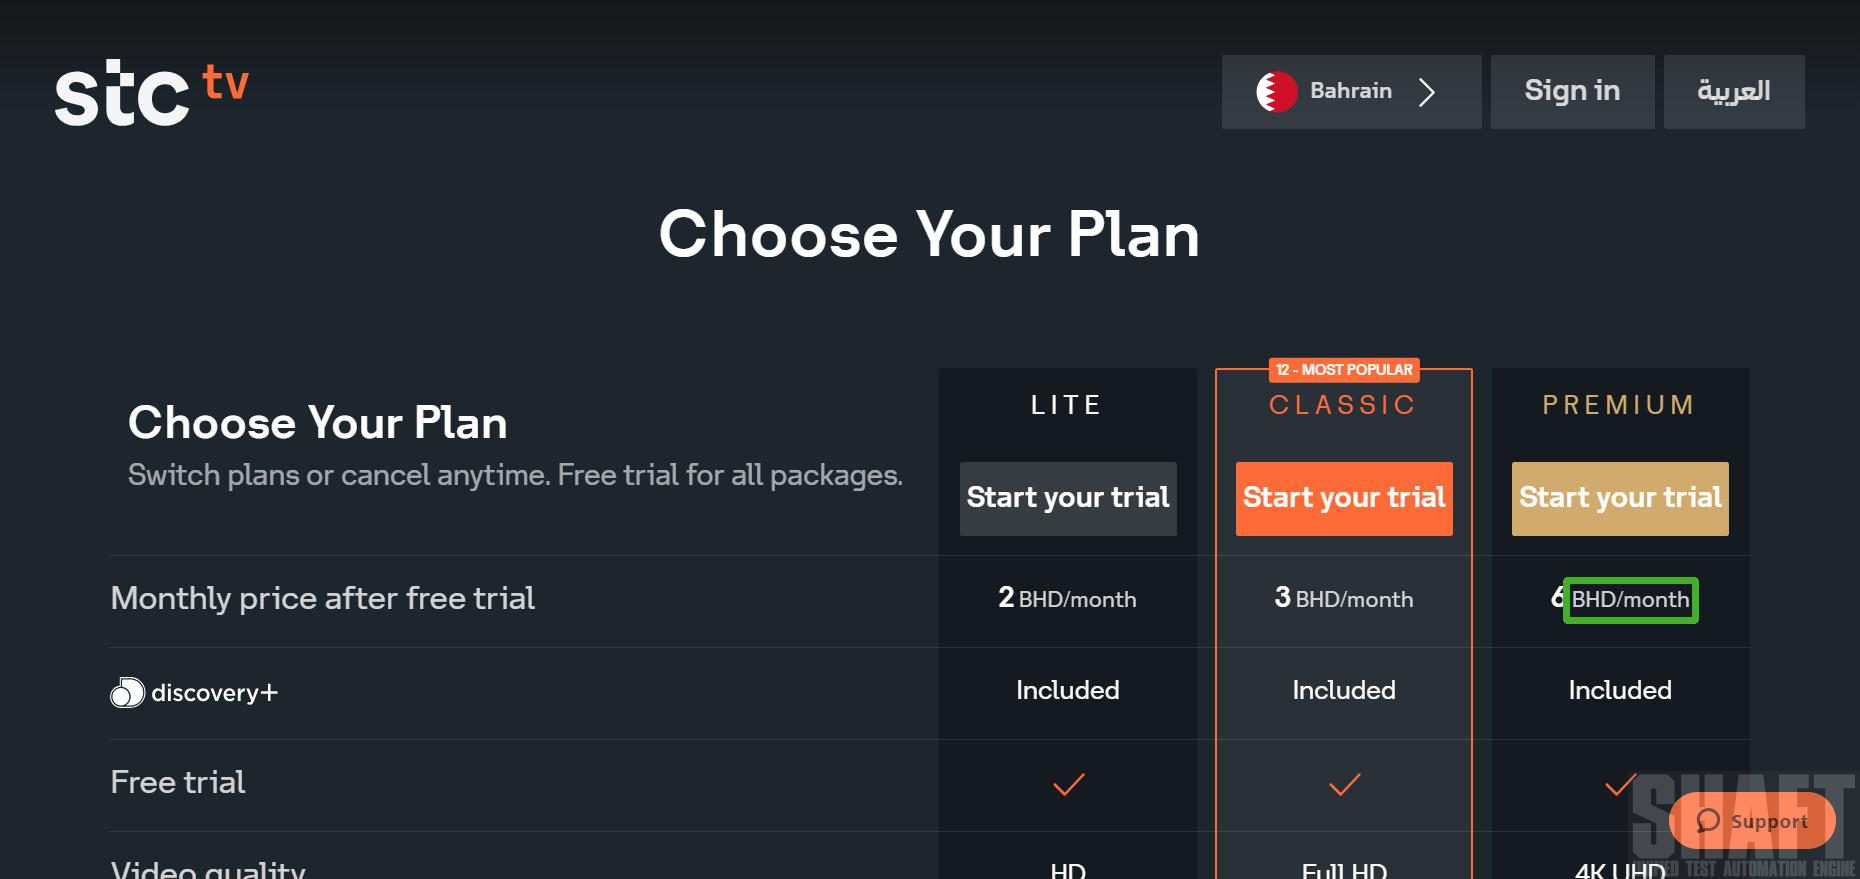 stc tv
Bahrain
Sign in
العربية
Choose Your Plan
12 - MOST POPULAR
LITE
CLASSIC
PREMIUM
Choose Your Plan
Switch plans or cancel anytime. Free trial for all packages.
Start your trial
Start your trial
Start your trial
Monthly price after free trial
2 BHD/month
3 BHD/month
6 BHD/month
discovery+
Included
Included
Included
Free trial
Support
SHAFT
Video quality
HD
Full HD
4K UHD
TEST AUTOMATION ENGINE